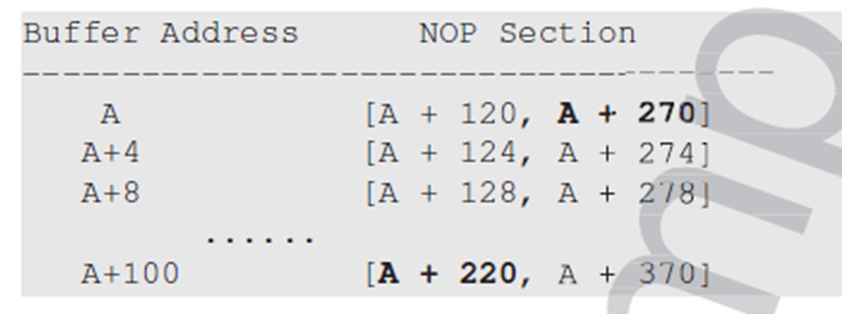 Buffer Address NOP Section
------------------------------------
A [A + 120, A + 270]
A+4 [A + 124, A + 274]
A+8 [A + 128, A + 278]
......
A+100 [A + 220, A + 370]